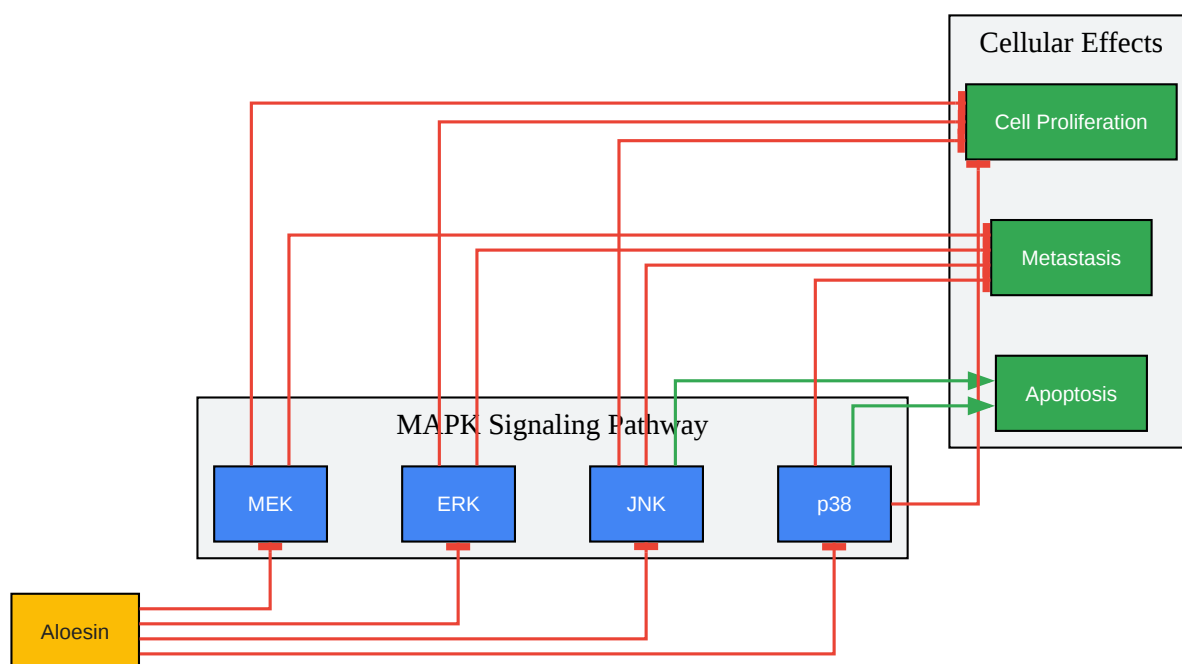 Cellular Effects
Cell Proliferation
Metastasis
Apoptosis
MAPK Signaling Pathway
MEK
ERK
JNK
p38
Aloesin